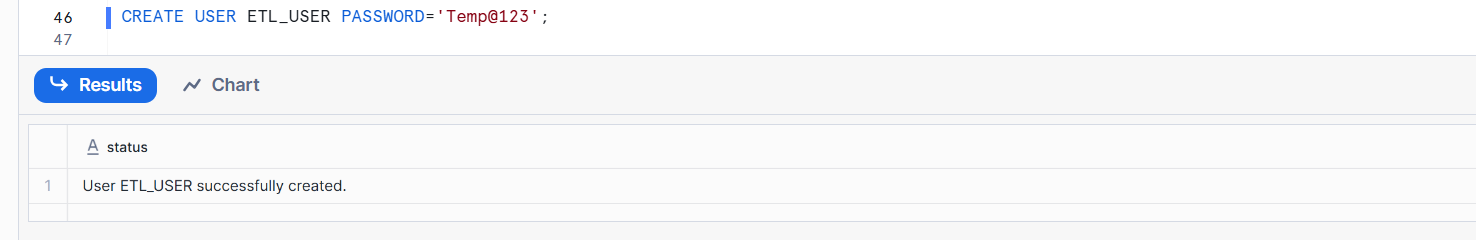 46 CREATE USER ETL_USER PASSWORD='Temp@123';
47
Results Chart
A status
1 User ETL_USER successfully created.